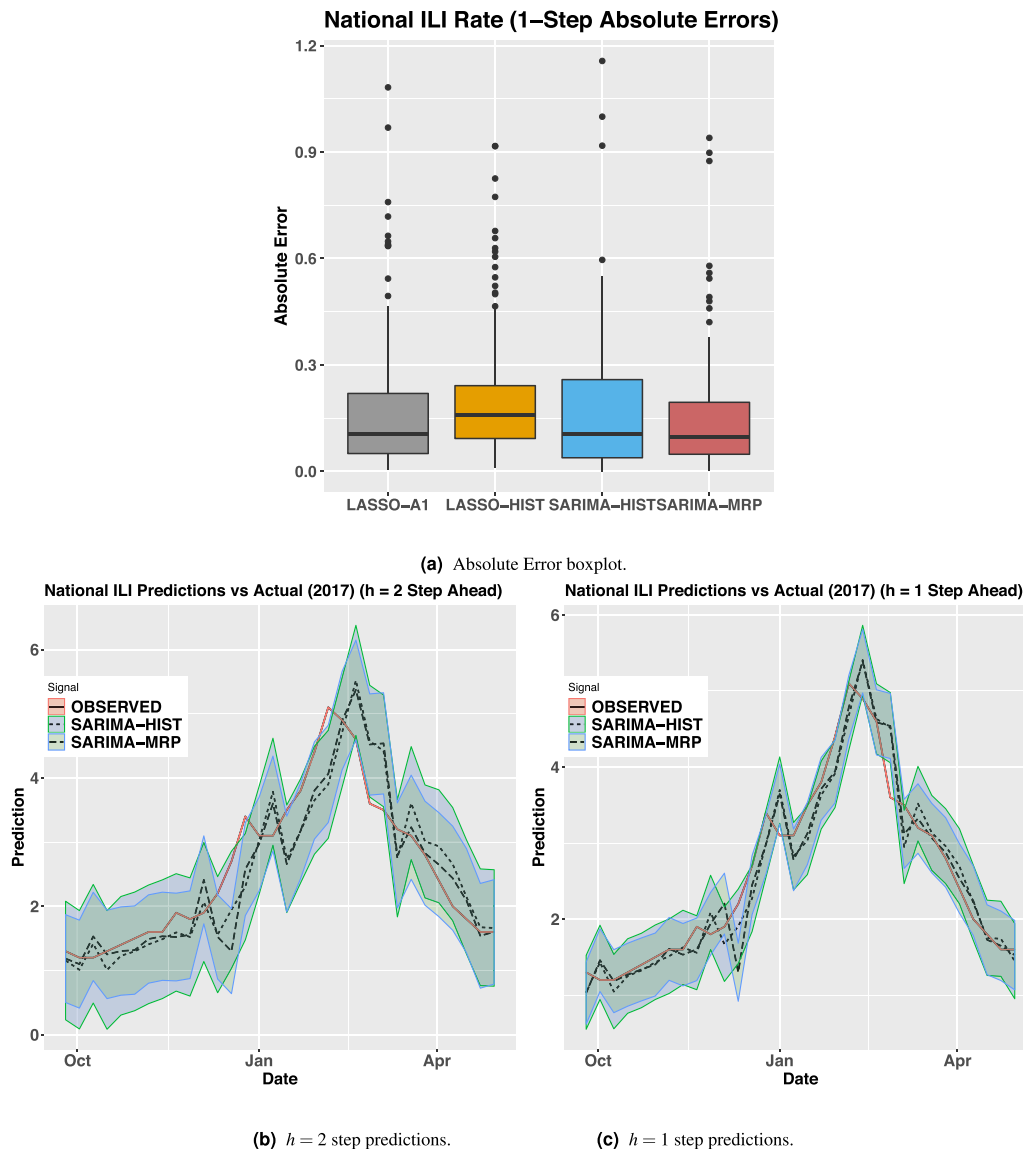 National ILI Rate (1–Step Absolute Errors)
1.2
0.9
0.6
0.3
0.0
Absolute Error
LASSO–A1 LASSO–HIST SARIMA–HIST SARIMA–MRP
(a) Absolute Error boxplot.
National ILI Predictions vs Actual (2017) (h = 2 Step Ahead)
6
4
2
0
Prediction
Signal
OBSERVED
SARIMA–HIST
SARIMA–MRP
Oct Jan Apr
Date
(b) h = 2 step predictions.
National ILI Predictions vs Actual (2017) (h = 1 Step Ahead)
6
4
2
Prediction
Signal
OBSERVED
SARIMA–HIST
SARIMA–MRP
Oct Jan Apr
Date
(c) h = 1 step predictions.